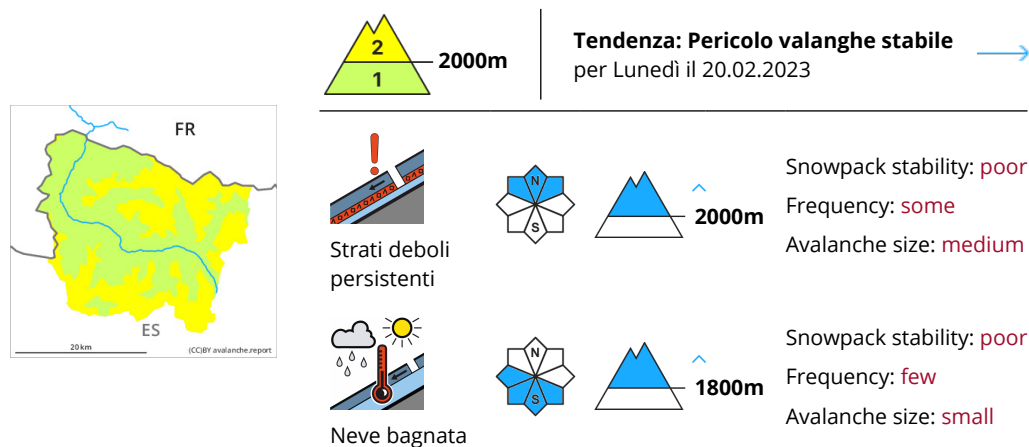 2
1
2000m
Tendenza: Pericolo valanghe stabile
per Lunedì il 20.02.2023
FR
ES
20 km
(CC)BY avalanche.report
N
S
2000m
Snowpack stability: poor
Frequency: some
Avalanche size: medium
Strati deboli
persistenti
N
S
1800m
Snowpack stability: poor
Frequency: few
Avalanche size: small
Neve bagnata